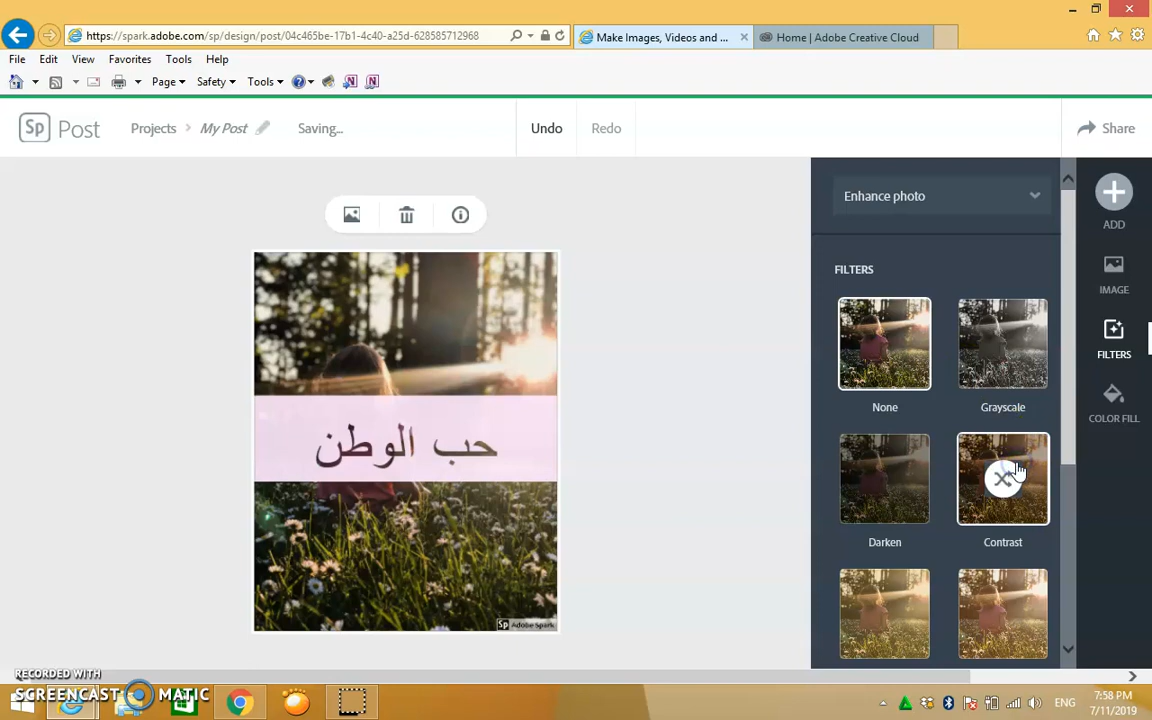 https://spark.adobe.com/sp/design/post/04c465be-17b1-4c40-a25d-628585712968
Make Images, Videos and ...
Home | Adobe Creative Cloud
File Edit View Favorites Tools Help
Page Safety Tools
Sp Post Projects My Post Saving... Undo Redo Share
Enhance photo
FILTERS
None Grayscale
Darken Contrast
ADD
IMAGE
FILTERS
COLOR FILL
حب الوطن
Sp Adobe Spark
RECORDED WITH
SCREENCAST MATIC
ENG
7:58 PM
7/11/2019